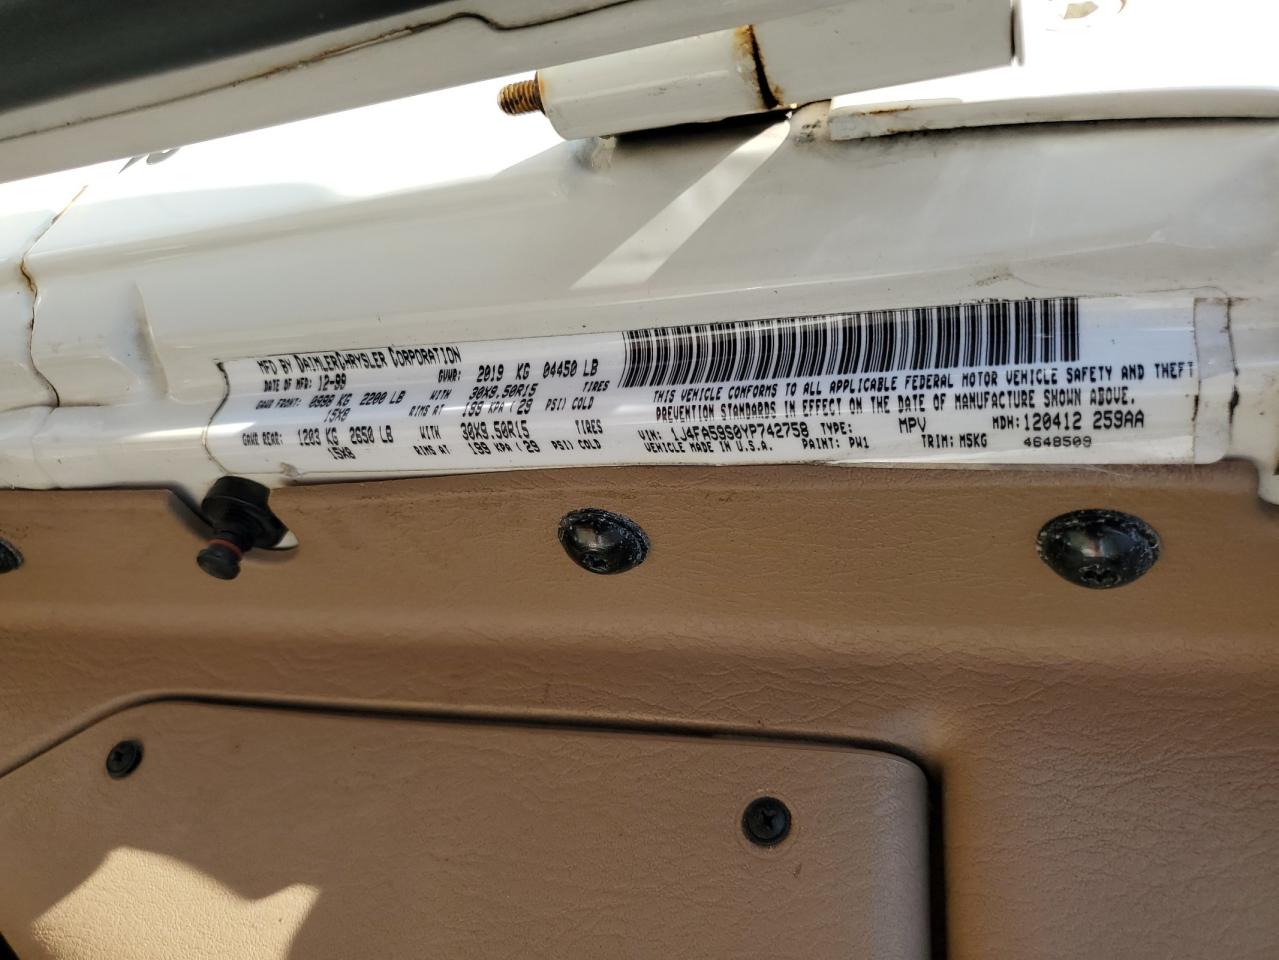 MFD BY DAIMLERCHRYSLER CORPORATION
DATE OF MFD: 12-99 GVWR: 2019 KG 04450 LB
GAWR FRONT: 0998 KG 2200 LB WITH 30X9.50R15 TIRES
15X8 RIMS AT 199 KPA ( 29 PSI) COLD
GAWR REAR: 1203 KG 2650 LB WITH 30X9.50R15 TIRES
15X8 RIMS AT 199 KPA ( 29 PSI) COLD
THIS VEHICLE CONFORMS TO ALL APPLICABLE FEDERAL MOTOR VEHICLE SAFETY AND THEFT
PREVENTION STANDARDS IN EFFECT ON THE DATE OF MANUFACTURE SHOWN ABOVE.
VIN: 1J4FA59S0YP742758 TYPE: MPV MDH: 120412 259AA
VEHICLE MADE IN U.S.A. PAINT: PW1 TRIM: M5KG 4648509